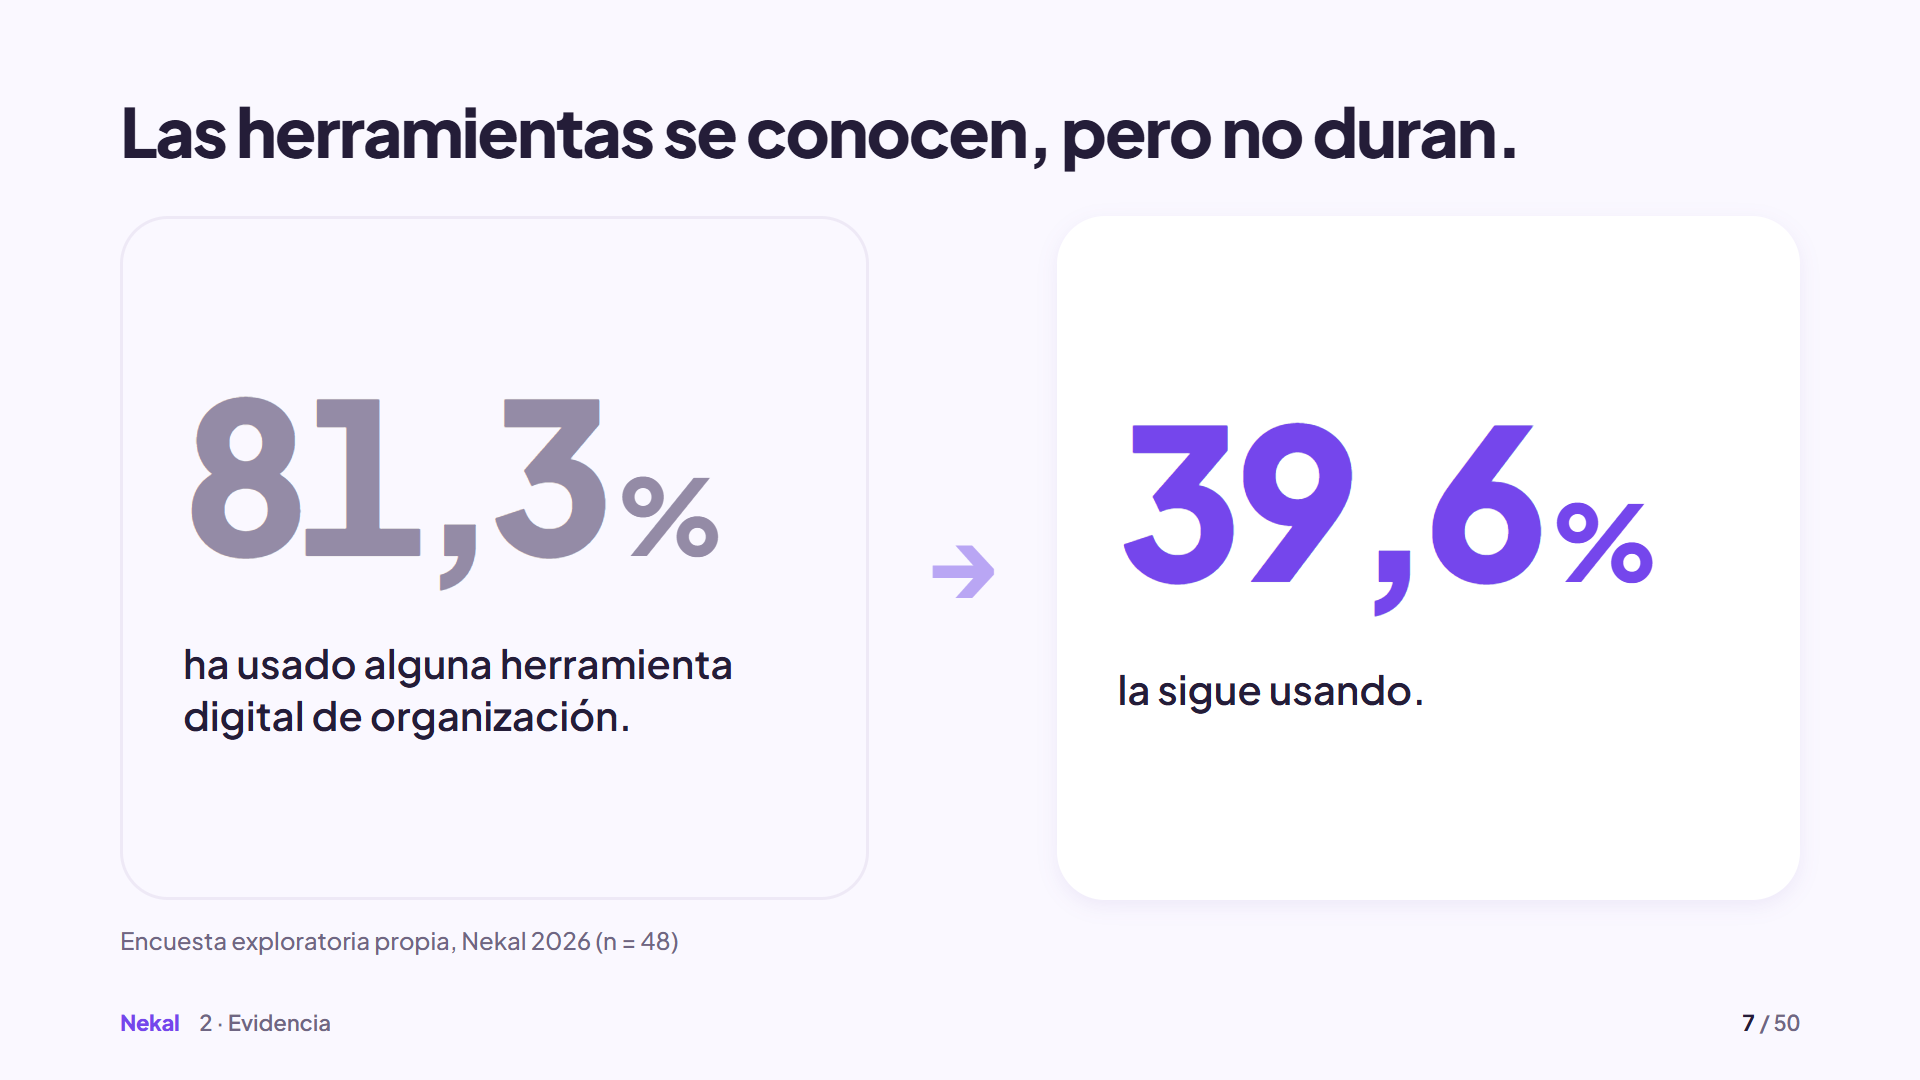 Las herramientas se conocen, pero no duran.
81,3%
ha usado alguna herramienta
digital de organización.
→
39,6%
la sigue usando.
Encuesta exploratoria propia, Nekal 2026 (n = 48)
Nekal 2 · Evidencia
7 / 50